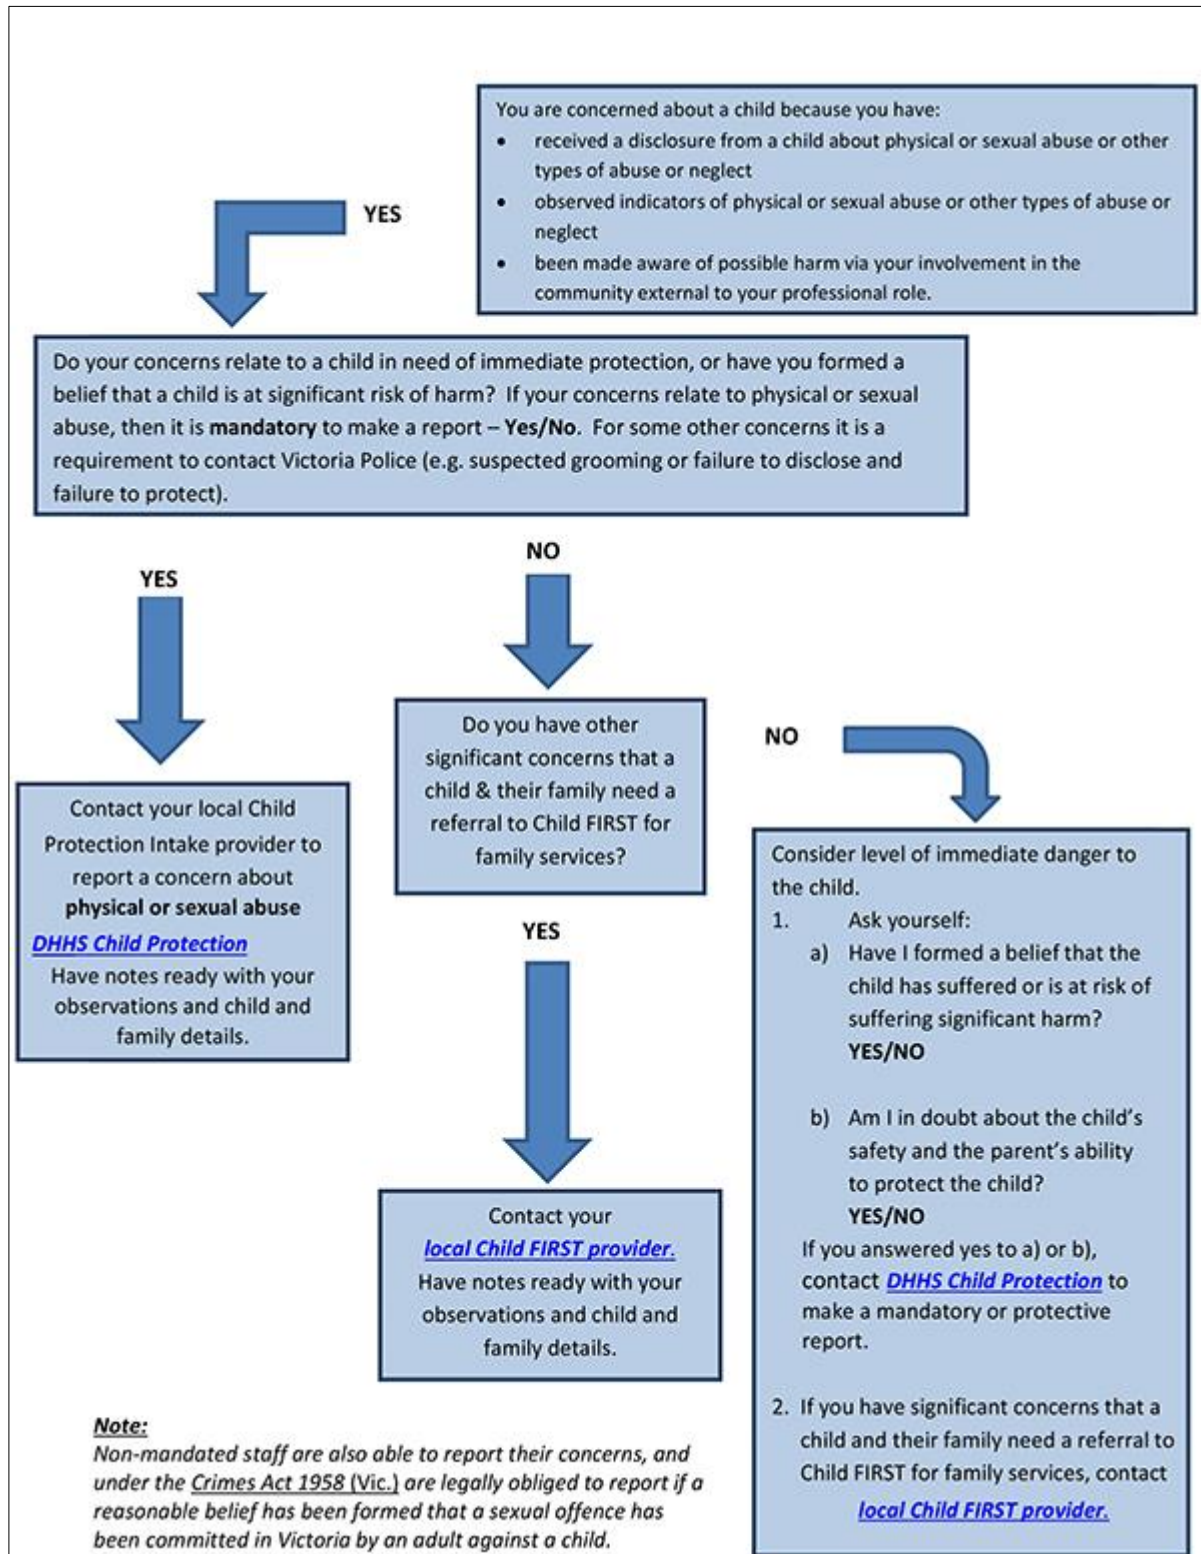 You are concerned about a child because you have:
• received a disclosure from a child about physical or sexual abuse or other
types of abuse or neglect
• observed indicators of physical or sexual abuse or other types of abuse or
neglect
• been made aware of possible harm via your involvement in the
community external to your professional role.
YES
Do your concerns relate to a child in need of immediate protection, or have you formed a
belief that a child is at significant risk of harm? If your concerns relate to physical or sexual
abuse, then it is mandatory to make a report – Yes/No. For some other concerns it is a
requirement to contact Victoria Police (e.g. suspected grooming or failure to disclose and
failure to protect).
YES
NO
Contact your local Child
Protection Intake provider to
report a concern about
physical or sexual abuse
DHHS Child Protection
Have notes ready with your
observations and child and
family details.
Do you have other
significant concerns that a
child & their family need a
referral to Child FIRST for
family services?
YES
NO
Contact your
local Child FIRST provider.
Have notes ready with your
observations and child and
family details.
Consider level of immediate danger to
the child.
1. Ask yourself:
a) Have I formed a belief that the
child has suffered or is at risk of
suffering significant harm?
YES/NO
b) Am I in doubt about the child's
safety and the parent's ability
to protect the child?
YES/NO
If you answered yes to a) or b),
contact DHHS Child Protection to
make a mandatory or protective
report.
2. If you have significant concerns that a
child and their family need a referral to
Child FIRST for family services, contact
local Child FIRST provider.
Note:
Non-mandated staff are also able to report their concerns, and
under the Crimes Act 1958 (Vic.) are legally obliged to report if a
reasonable belief has been formed that a sexual offence has
been committed in Victoria by an adult against a child.